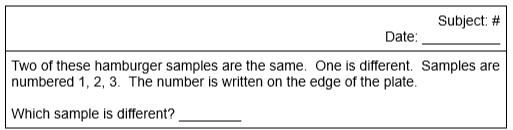 Subject: #
Date: __________
Two of these hamburger samples are the same.  One is different.  Samples are
numbered 1, 2, 3.  The number is written on the edge of the plate.
Which sample is different? ________